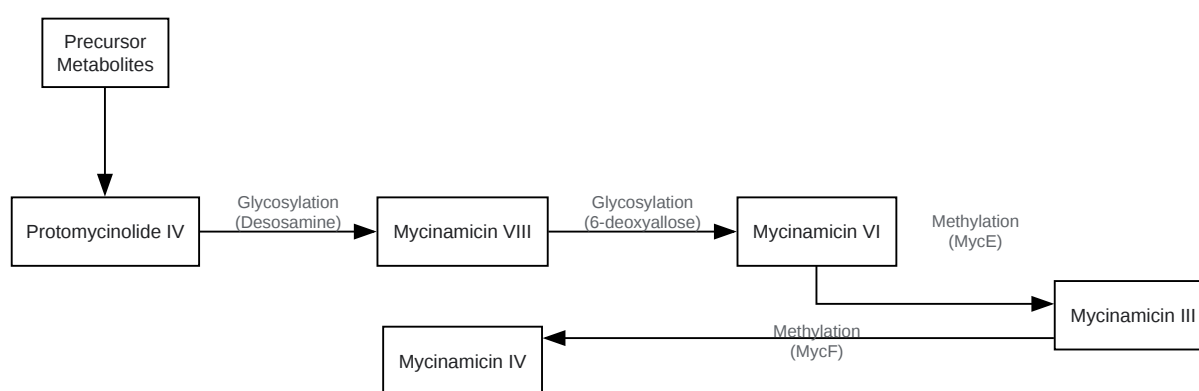 Precursor
Metabolites
Glycosylation
(Desosamine)
Glycosylation
(6-deoxyallose)
Methylation
(MycE)
Protomycinolide IV
Mycinamicin VIII
Mycinamicin VI
Mycinamicin III
Methylation
(MycF)
Mycinamicin IV